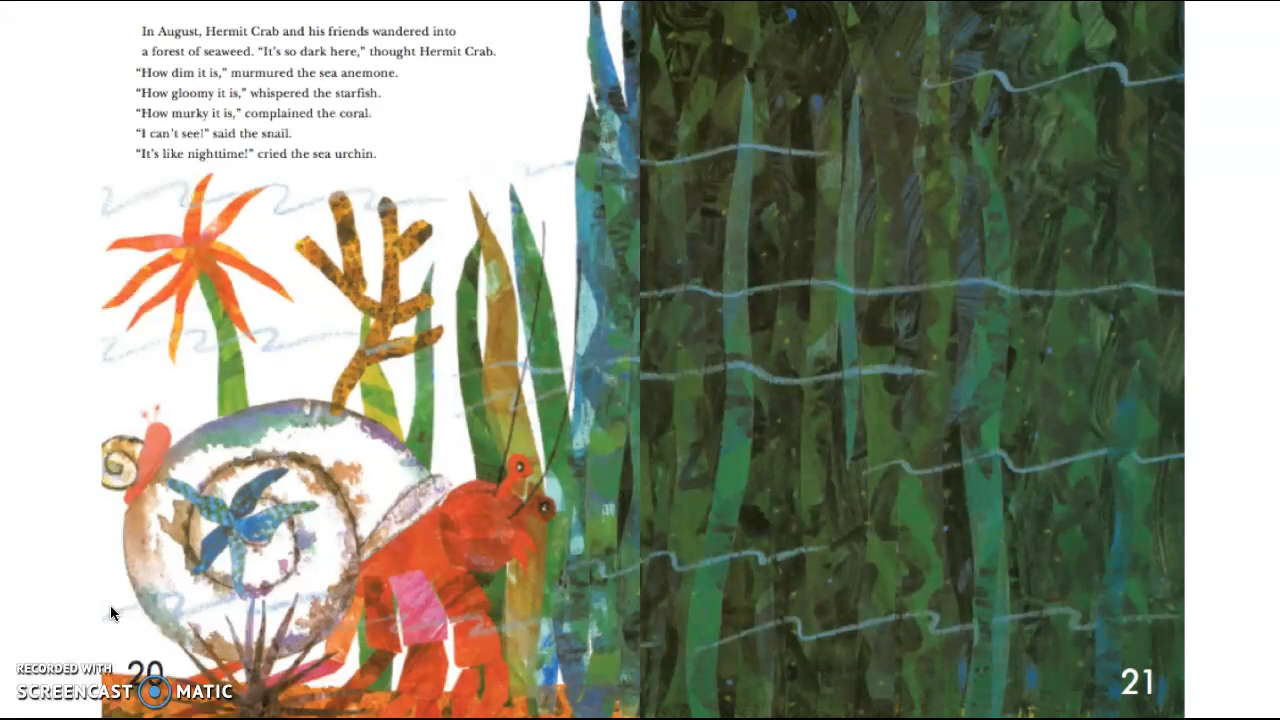 In August, Hermit Crab and his friends wandered into
a forest of seaweed. “It’s so dark here,” thought Hermit Crab.
“How dim it is,” murmured the sea anemone.
“How gloomy it is,” whispered the starfish.
“How murky it is,” complained the coral.
“I can’t see!” said the snail.
“It’s like nighttime!” cried the sea urchin.
20
21
RECORDED WITH
SCREENCAST MATIC